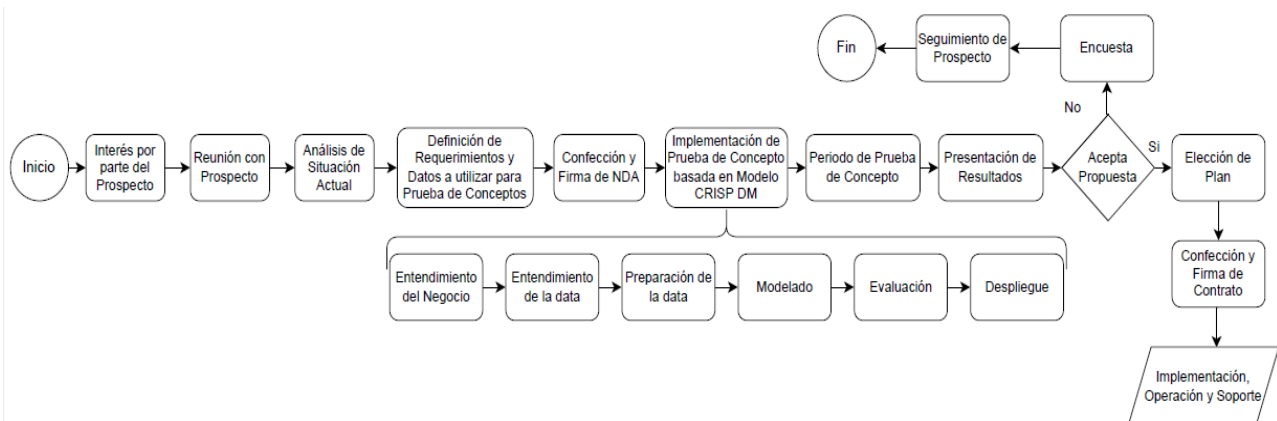 Fin
Seguimiento de
Prospecto
Encuesta
No
Inicio
Interés por
parte del
Prospecto
Reunión con
Prospecto
Análisis de
Situación
Actual
Definición de
Requerimientos y
Datos a utilizar para
Prueba de Conceptos
Confección y
Firma de NDA
Implementación de
Prueba de Concepto
basada en Modelo
CRISP DM
Periodo de Prueba
de Concepto
Presentación de
Resultados
Acepta
Propuesta
Si
Elección de
Plan
Entendimiento
del Negocio
Entendimiento
de la data
Preparación de
la data
Modelado
Evaluación
Despliegue
Confección y
Firma de
Contrato
Implementación,
Operación y Soporte